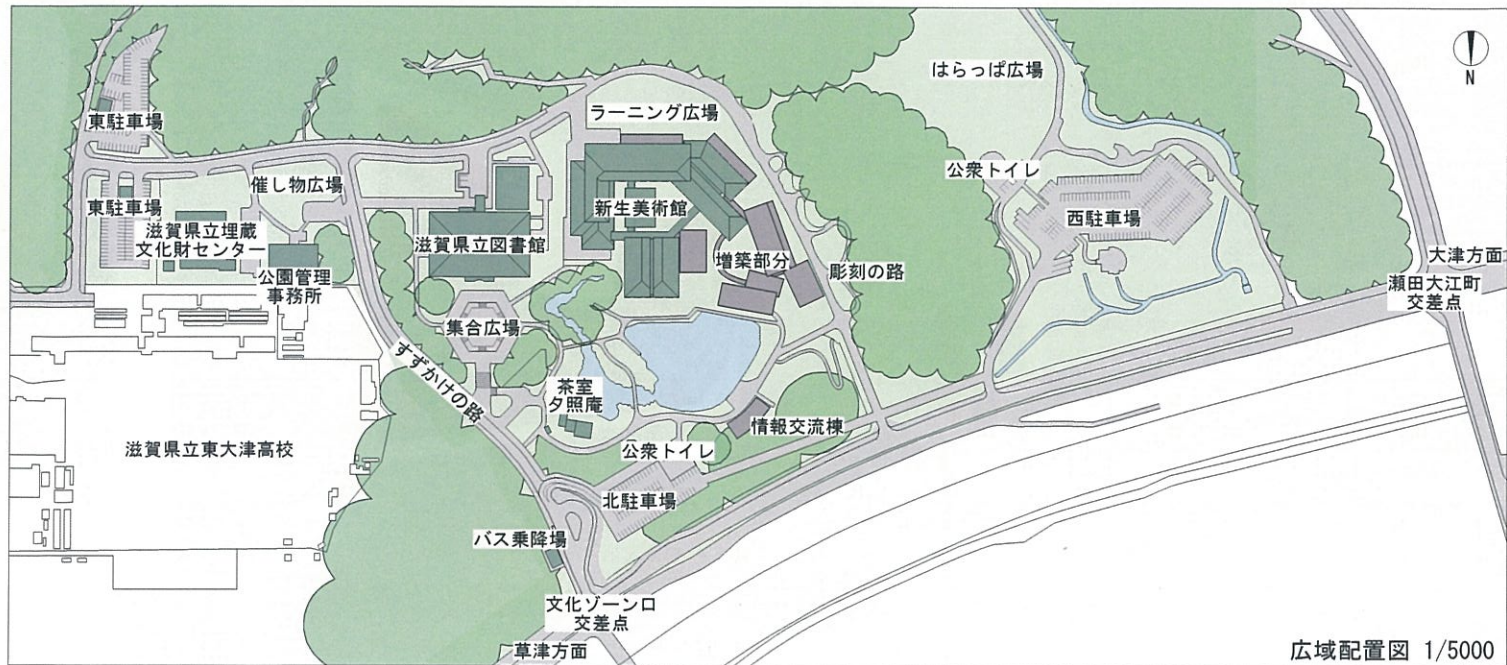 N
はらっぱ広場
東駐車場
ラーニング広場
公衆トイレ
催し物広場
東駐車場
新生美術館
西駐車場
滋賀県立埋蔵
文化財センター
滋賀県立図書館
増築部分
彫刻の路
大津方面
公園管理
事務所
瀬田大江町
交差点
集合広場
すずかけの路
茶室
夕照庵
情報交流棟
滋賀県立東大津高校
公衆トイレ
北駐車場
バス乗降場
文化ゾーン口
交差点
草津方面
広域配置図 1/5000